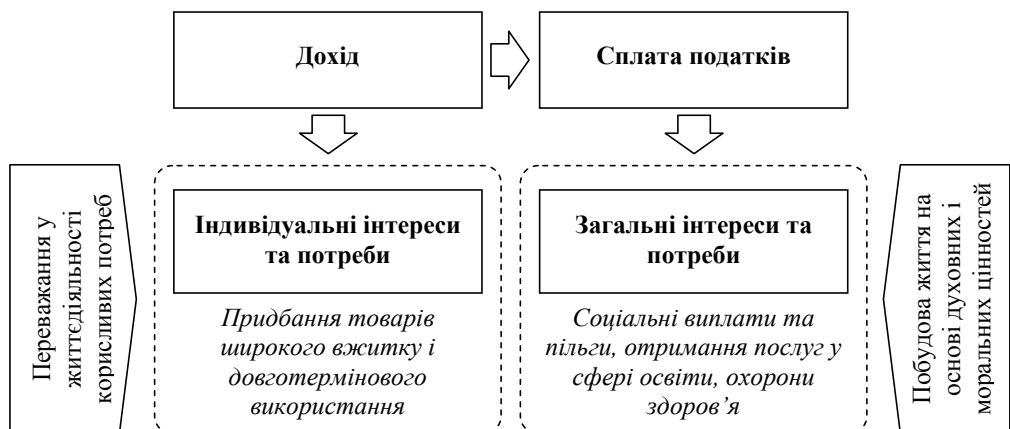 Дохід
Сплата податків
Переважання у
життєдіяльності
корисливих потреб
Індивідуальні інтереси
та потреби
Придбання товарів
широкого вжитку і
довготермінового
використання
Загальні інтереси та
потреби
Соціальні виплати та
пільги, отримання послуг у
сфері освіти, охорони
здоров’я
Побудова життя на
основі духовних і
моральних цінностей